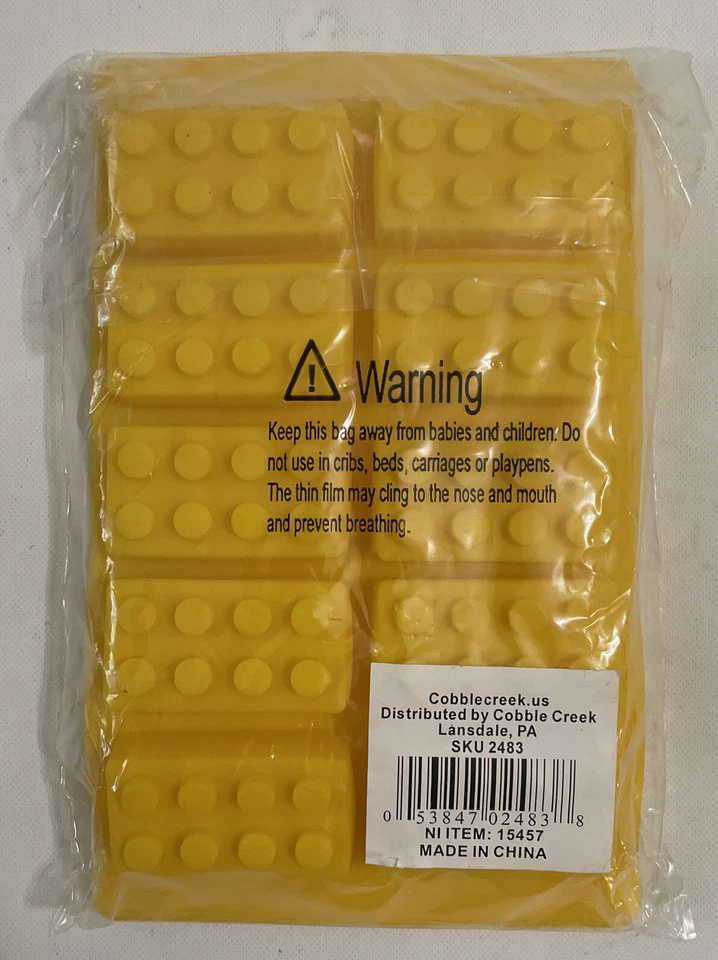 Warning
Keep this bag away from babies and children. Do
not use in cribs, beds, carriages or playpens.
The thin film may cling to the nose and mouth
and prevent breathing.
Cobblecreek.us
Distributed by Cobble Creek
Lansdale, PA
SKU 2483
0 53847 02483 8
NI ITEM: 15457
MADE IN CHINA